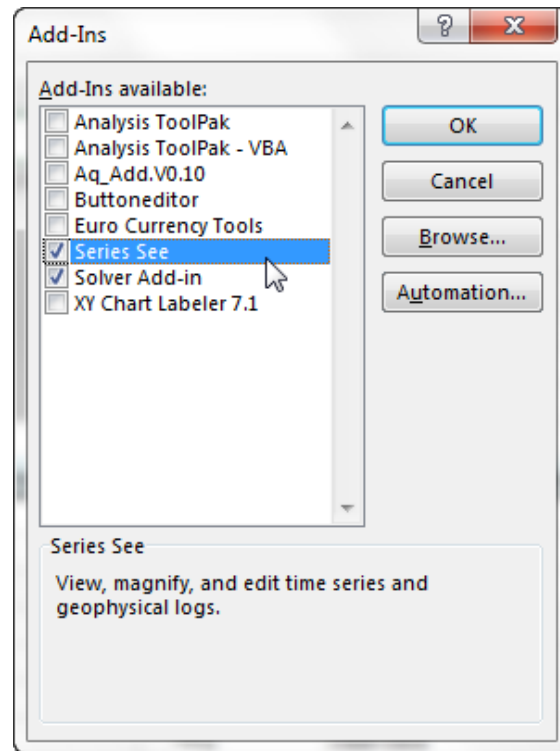 Add-Ins
?
X
Add-Ins available:
Analysis ToolPak
Analysis ToolPak - VBA
Aq_Add.V0.10
Buttoneditor
Euro Currency Tools
Series See
Solver Add-in
XY Chart Labeler 7.1
OK
Cancel
Browse...
Automation...
Series See
View, magnify, and edit time series and
geophysical logs.